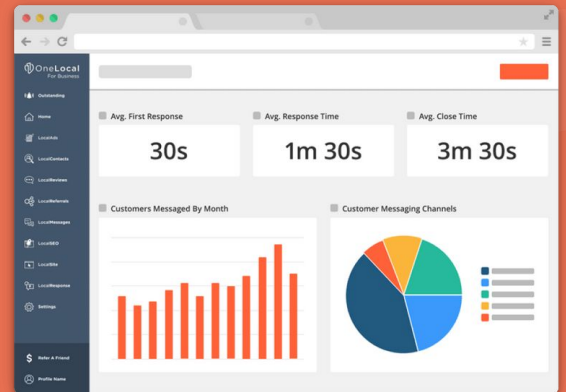 OneLocal
For Business
Outstanding
Home
LocalAds
LocalContacts
LocalReviews
LocalReferrals
LocalMessages
LocalSEO
LocalSite
LocalResponse
Settings
$ Refer A Friend
Profile Name
Avg. First Response
30s
Avg. Response Time
1m 30s
Avg. Close Time
3m 30s
Customers Messaged By Month
Customer Messaging Channels